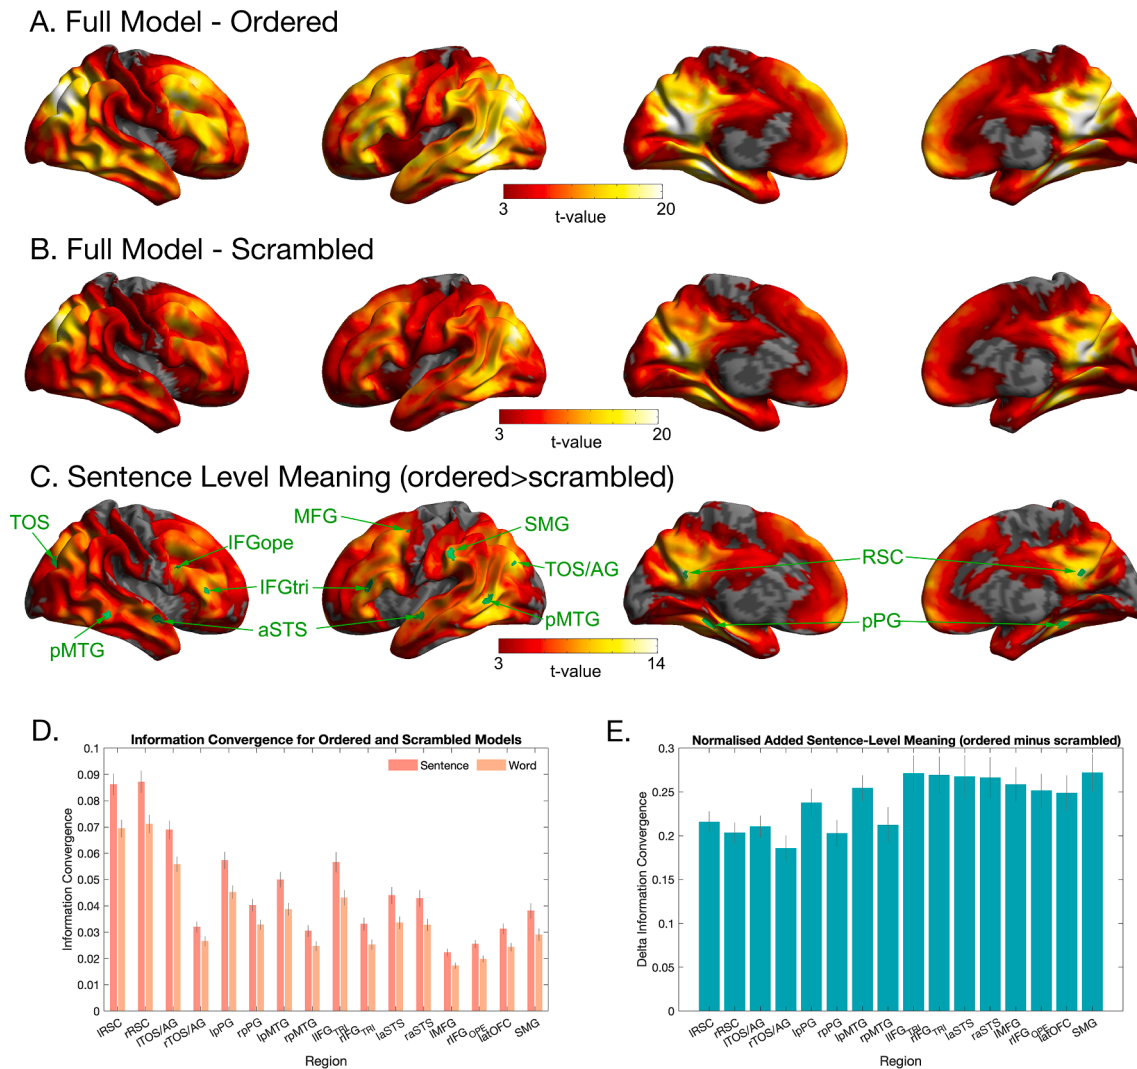 A. Full Model - Ordered
3
20
t-value
B. Full Model - Scrambled
3
20
t-value
C. Sentence Level Meaning (ordered>scrambled)
TOS
IFGope
MFG
SMG
IFGtri
TOS/AG
RSC
aSTS
pMTG
pMTG
pPG
3
14
t-value
D.
Information Convergence for Ordered and Scrambled Models
Sentence Word
Information Convergence
0.1
0.09
0.08
0.07
0.06
0.05
0.04
0.03
0.02
0.01
0
lRSC rRSC lTOS/AG rTOS/AG lpPG rpPG lpMTG rpMTG lIFGTRI rIFGTRI laSTS raSTS lMFG rIFGOPE latOFC SMG
Region
E.
Normalised Added Sentence-Level Meaning (ordered minus scrambled)
Delta Information Convergence
0.3
0.25
0.2
0.15
0.1
0.05
0
lRSC rRSC lTOS/AG rTOS/AG lpPG rpPG lpMTG rpMTG lIFGTRI rIFGTRI laSTS raSTS lMFG rIFGOPE latOFC SMG
Region